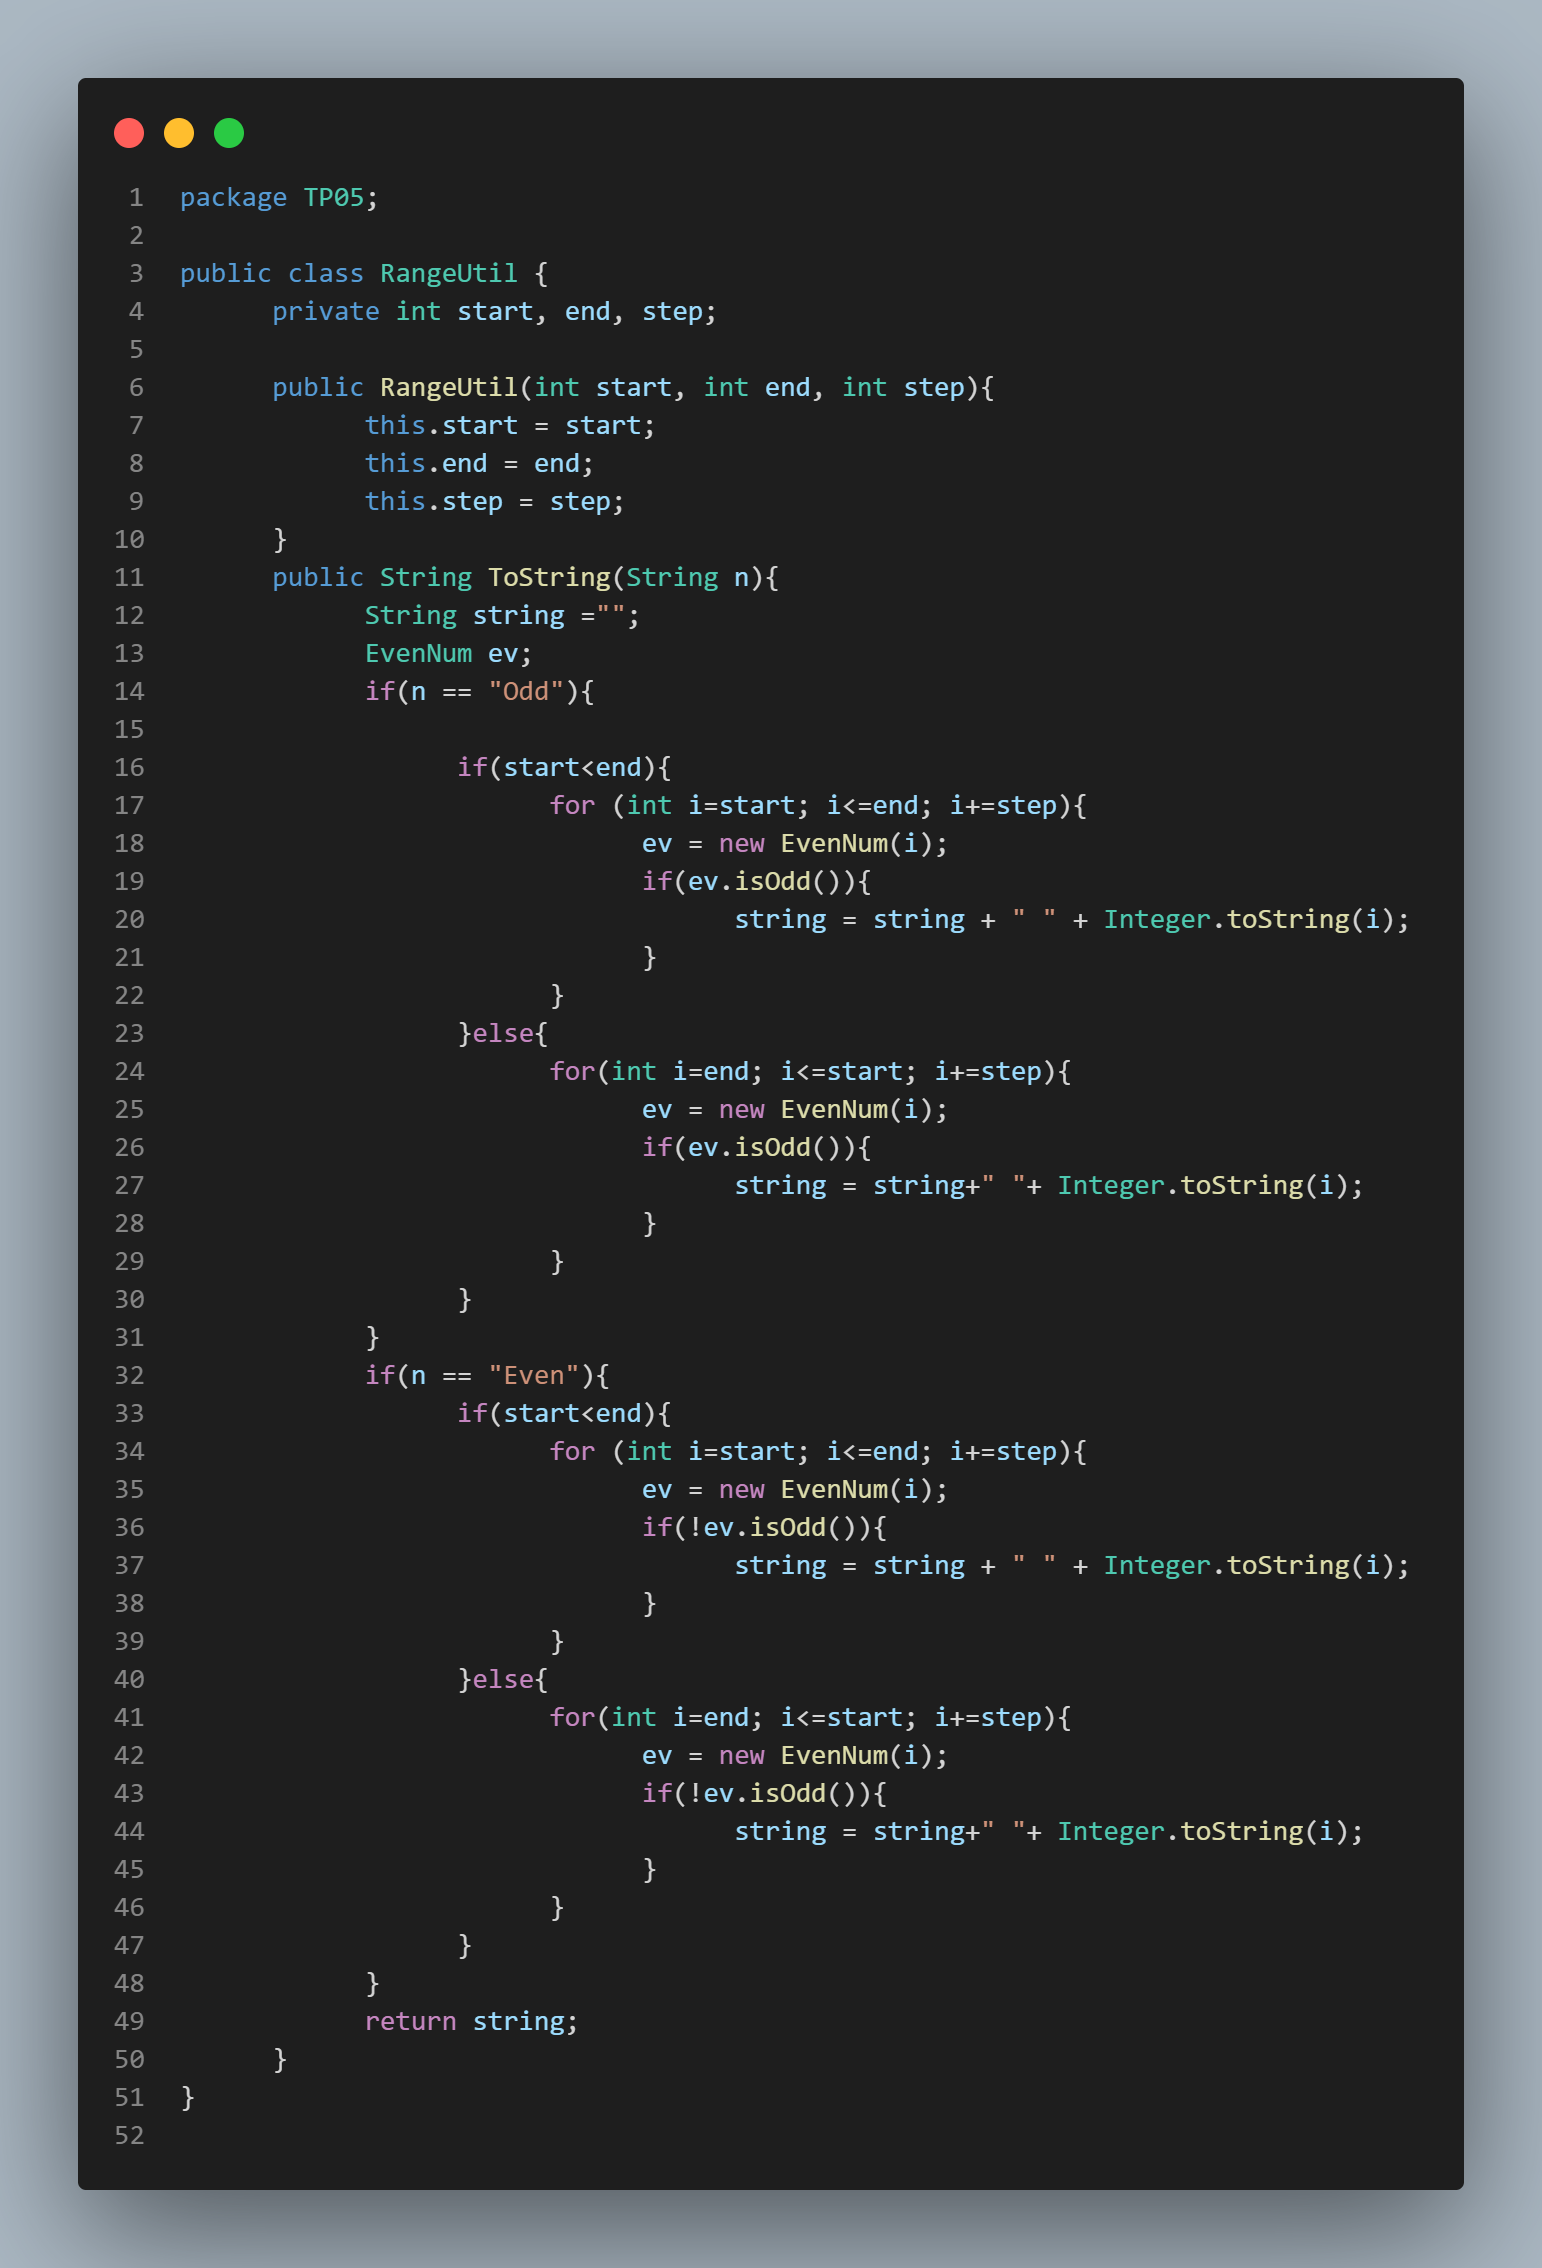 1 package TP05;
2
3 public class RangeUtil {
4 private int start, end, step;
5
6 public RangeUtil(int start, int end, int step){
7 this.start = start;
8 this.end = end;
9 this.step = step;
10 }
11 public String ToString(String n){
12 String string ="";
13 EvenNum ev;
14 if(n == "Odd"){
15
16 if(start<end){
17 for (int i=start; i<=end; i+=step){
18 ev = new EvenNum(i);
19 if(ev.isOdd()){
20 string = string + " " + Integer.toString(i);
21 }
22 }
23 }else{
24 for(int i=end; i<=start; i+=step){
25 ev = new EvenNum(i);
26 if(ev.isOdd()){
27 string = string+" "+ Integer.toString(i);
28 }
29 }
30 }
31 }
32 if(n == "Even"){
33 if(start<end){
34 for (int i=start; i<=end; i+=step){
35 ev = new EvenNum(i);
36 if(!ev.isOdd()){
37 string = string + " " + Integer.toString(i);
38 }
39 }
40 }else{
41 for(int i=end; i<=start; i+=step){
42 ev = new EvenNum(i);
43 if(!ev.isOdd()){
44 string = string+" "+ Integer.toString(i);
45 }
46 }
47 }
48 }
49 return string;
50 }
51 }
52